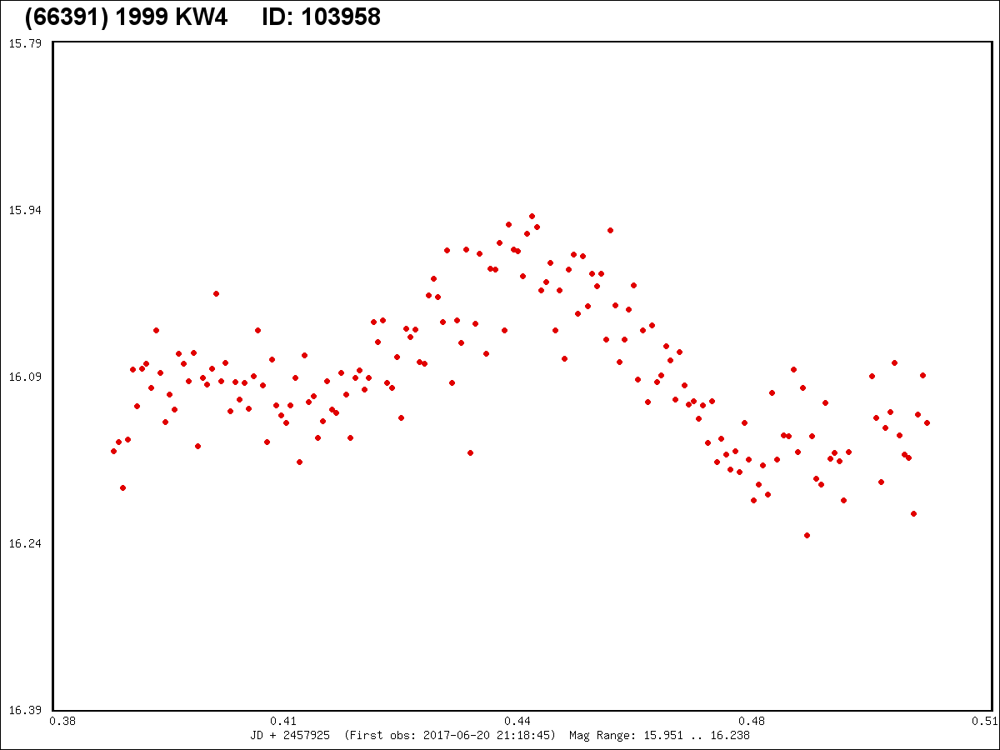 (66391) 1999 KW4 ID: 103958
15.79
15.94
16.09
16.24
16.39
0.38 0.41 0.44 0.48 0.51
JD + 2457925 (First obs: 2017-06-20 21:18:45) Mag Range: 15.951 .. 16.238